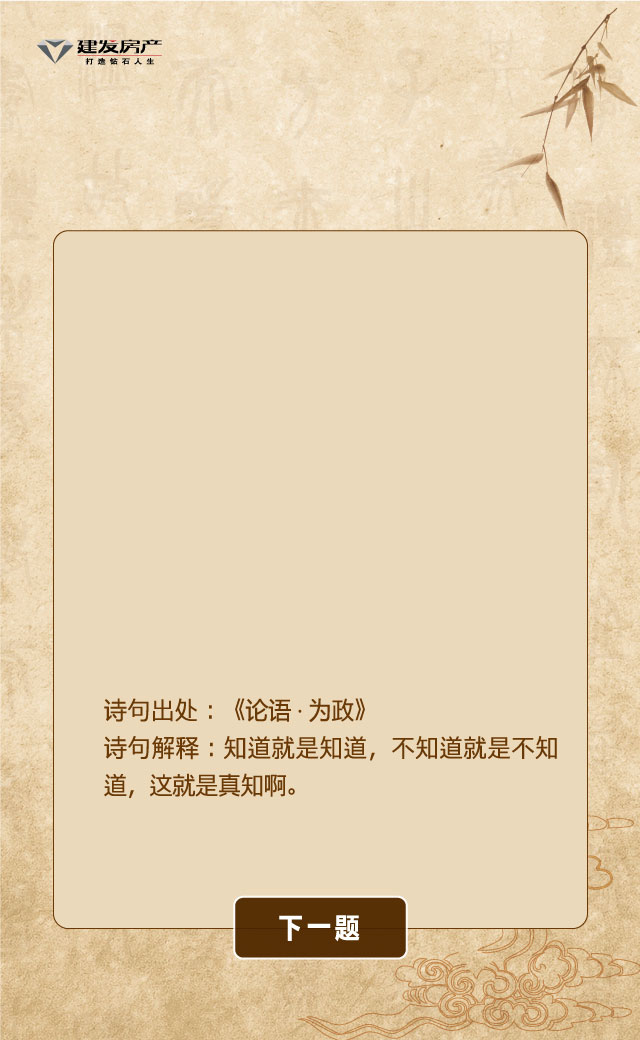 建发房产
打造钻石人生
诗句出处：《论语·为政》
诗句解释：知道就是知道，不知道就是不知
道，这就是真知啊。
下一题